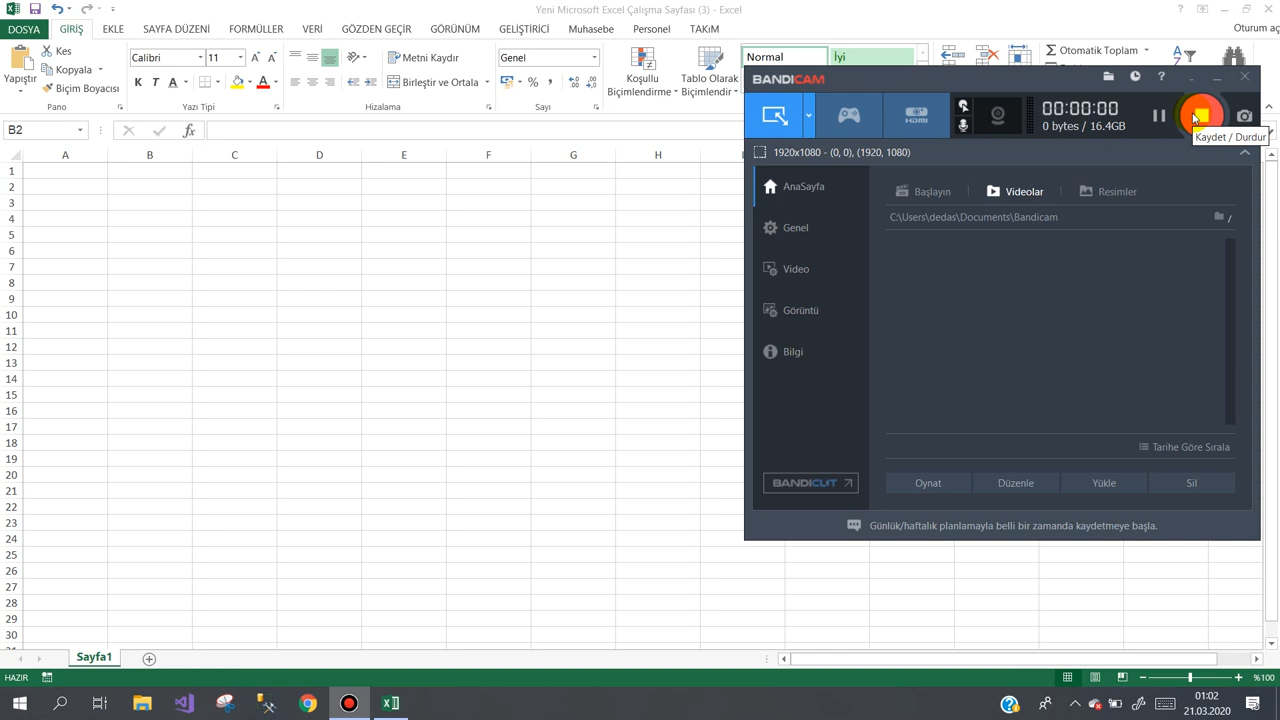 Yeni Microsoft Excel Çalışma Sayfası (3) - Excel
DOSYA GİRİŞ EKLE SAYFA DÜZENİ FORMÜLLER VERİ GÖZDEN GEÇİR GÖRÜNÜM GELİŞTİRİCİ Muhasebe Personel TAKıM Oturum aç
Yapıştır
Kes
Kopyala
Biçim Boyacısı
Pano
Calibri 11
K T A
Yazı Tipi
Metni Kaydır
Birleştir ve Ortala
Hizalama
Genel
%
Sayı
Koşullu Biçimlendirme
Tablo Olarak Biçimlendir
Normal İyi
Otomatik Toplam
B2 fx
A B C D E F G H
1
2
3
4
5
6
7
8
9
10
11
12
13
14
15
16
17
18
19
20
21
22
23
24
25
26
27
28
29
30
BANDICAM
HDMI
00:00:00
0 bytes / 16.4GB
Kaydet / Durdur
1920x1080 - (0, 0), (1920, 1080)
AnaSayfa
Genel
Video
Görüntü
Bilgi
BANDICUT
Başlayın Videolar Resimler
C:\Users\dedas\Documents\Bandicam /
Tarihe Göre Sırala
Oynat Düzenle Yükle Sil
Günlük/haftalık planlamayla belli bir zamanda kaydetmeye başla.
Sayfa1
HAZIR %100
01:02
21.03.2020